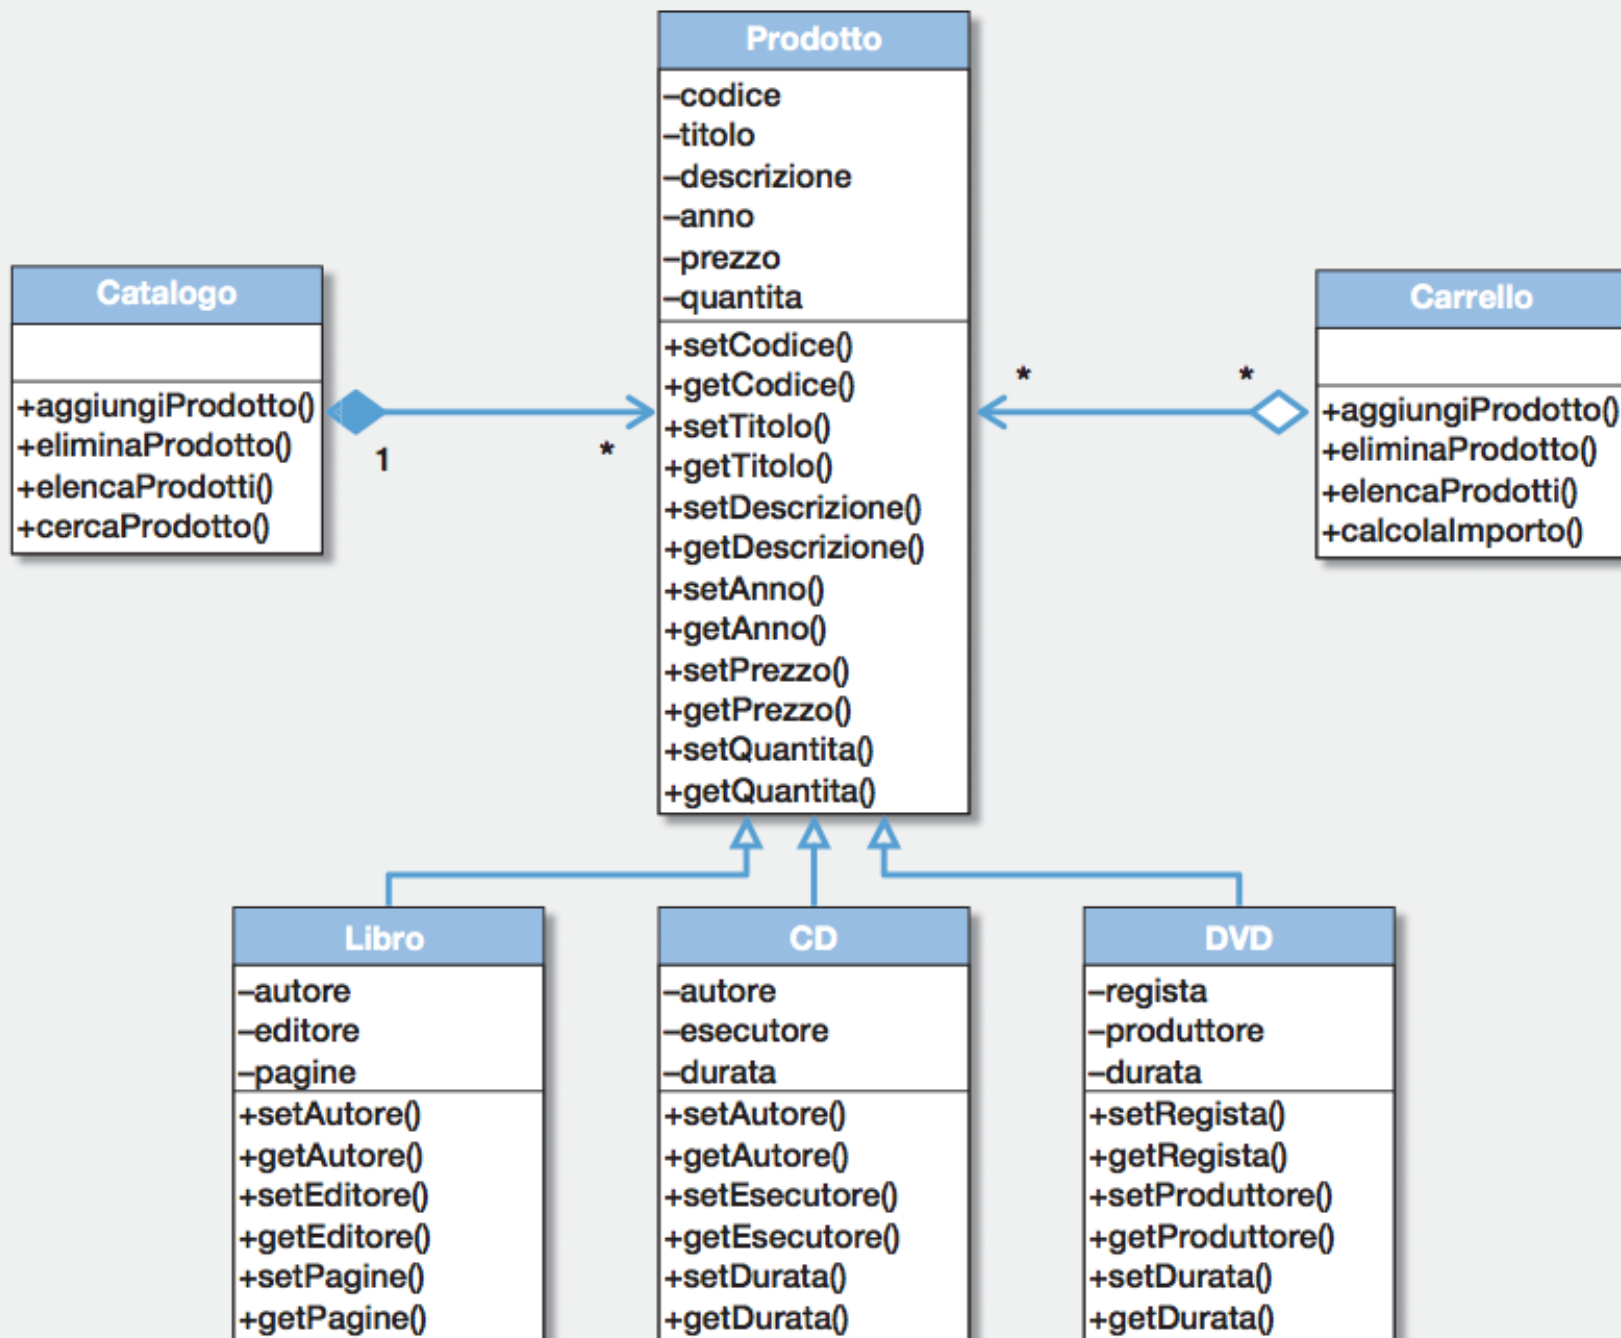 Prodotto
–codice
–titolo
–descrizione
–anno
–prezzo
–quantita
+setCodice()
+getCodice()
+setTitolo()
+getTitolo()
+setDescrizione()
+getDescrizione()
+setAnno()
+getAnno()
+setPrezzo()
+getPrezzo()
+setQuantita()
+getQuantita()
Catalogo
+aggiungiProdotto()
+eliminaProdotto()
+elencaProdotti()
+cercaProdotto()
1
*
*
*
Carrello
+aggiungiProdotto()
+eliminaProdotto()
+elencaProdotti()
+calcolaImporto()
Libro
–autore
–editore
–pagine
+setAutore()
+getAutore()
+setEditore()
+getEditore()
+setPagine()
+getPagine()
CD
–autore
–esecutore
–durata
+setAutore()
+getAutore()
+setEsecutore()
+getEsecutore()
+setDurata()
+getDurata()
DVD
–regista
–produttore
–durata
+setRegista()
+getRegista()
+setProduttore()
+getProduttore()
+setDurata()
+getDurata()